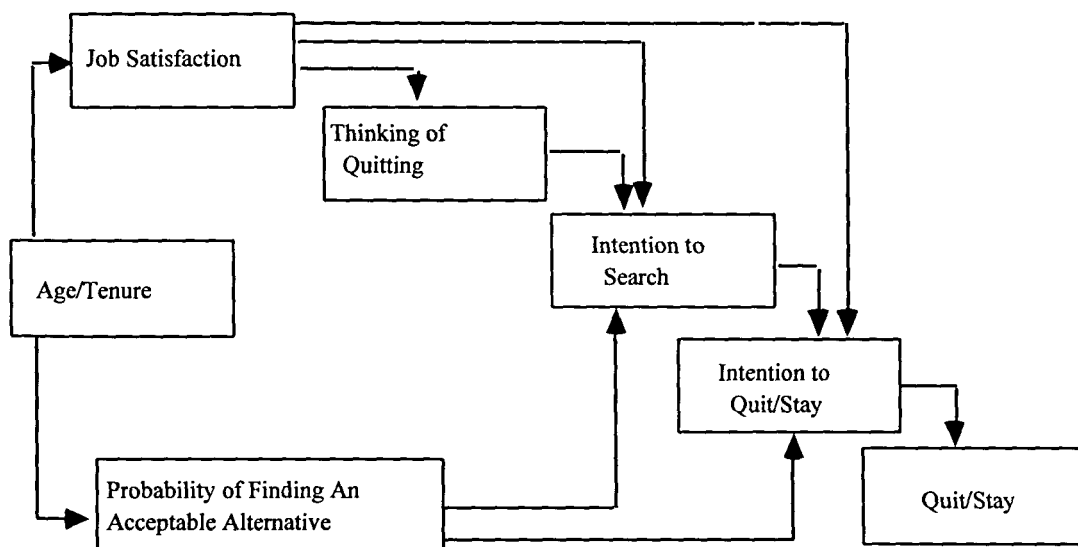 Job Satisfaction
Thinking of
Quitting
Intention to
Search
Age/Tenure
Intention to
Quit/Stay
Probability of Finding An
Acceptable Alternative
Quit/Stay